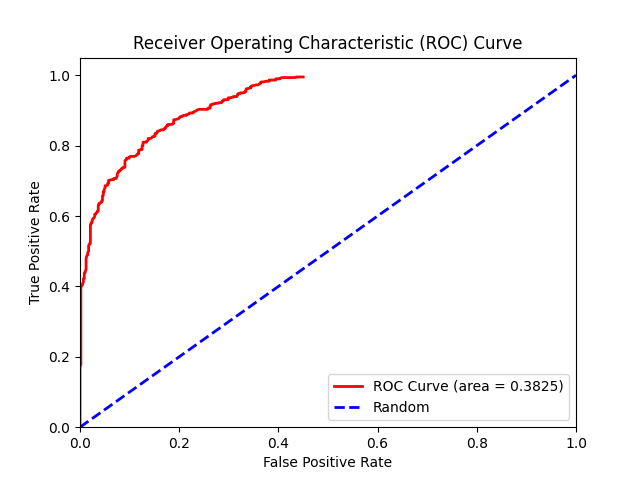 Receiver Operating Characteristic (ROC) Curve
1.0
0.8
0.6
0.4
0.2
0.0
True Positive Rate
ROC Curve (area = 0.3825)
Random
0.0 0.2 0.4 0.6 0.8 1.0
False Positive Rate